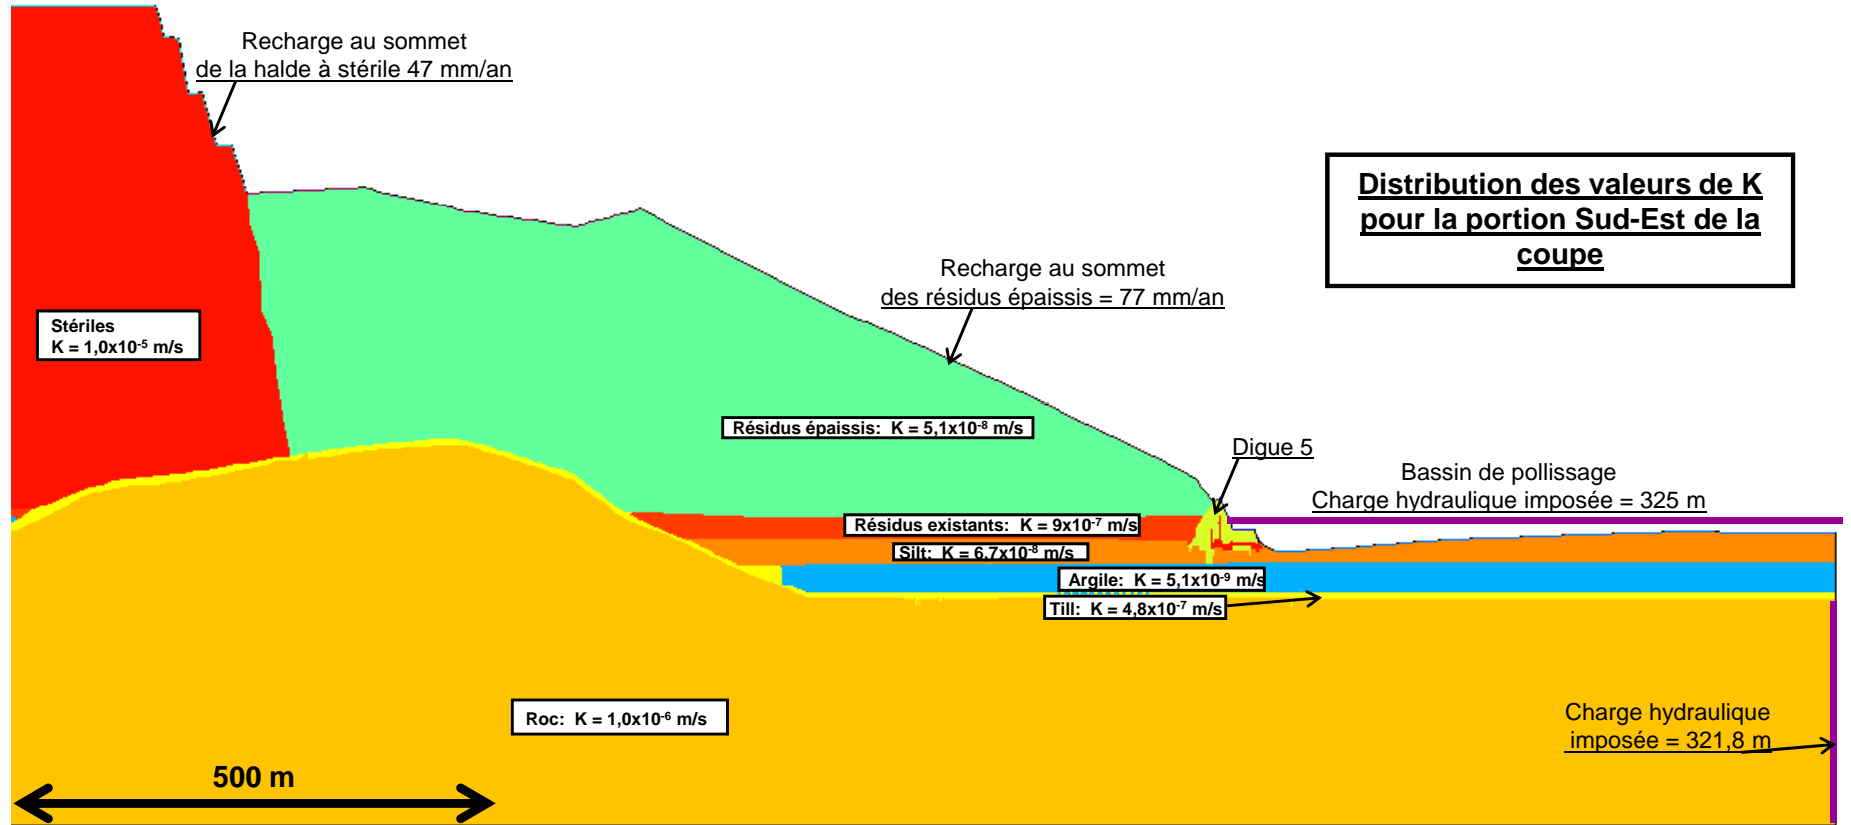 Recharge au sommet
de la halde à stérile 47 mm/an
Distribution des valeurs de K
pour la portion Sud-Est de la
coupe
Recharge au sommet
des résidus épaissis = 77 mm/an
Stériles
K = 1,0x10⁻⁵ m/s
Résidus épaissis: K = 5,1x10⁻⁸ m/s
Digue 5
Bassin de pollissage
Charge hydraulique imposée = 325 m
Résidus existants: K = 9x10⁻⁷ m/s
Silt: K = 6,7x10⁻⁸ m/s
Argile: K = 5,1x10⁻⁹ m/s
Till: K = 4,8x10⁻⁷ m/s
Roc: K = 1,0x10⁻⁶ m/s
Charge hydraulique
imposée = 321,8 m
500 m